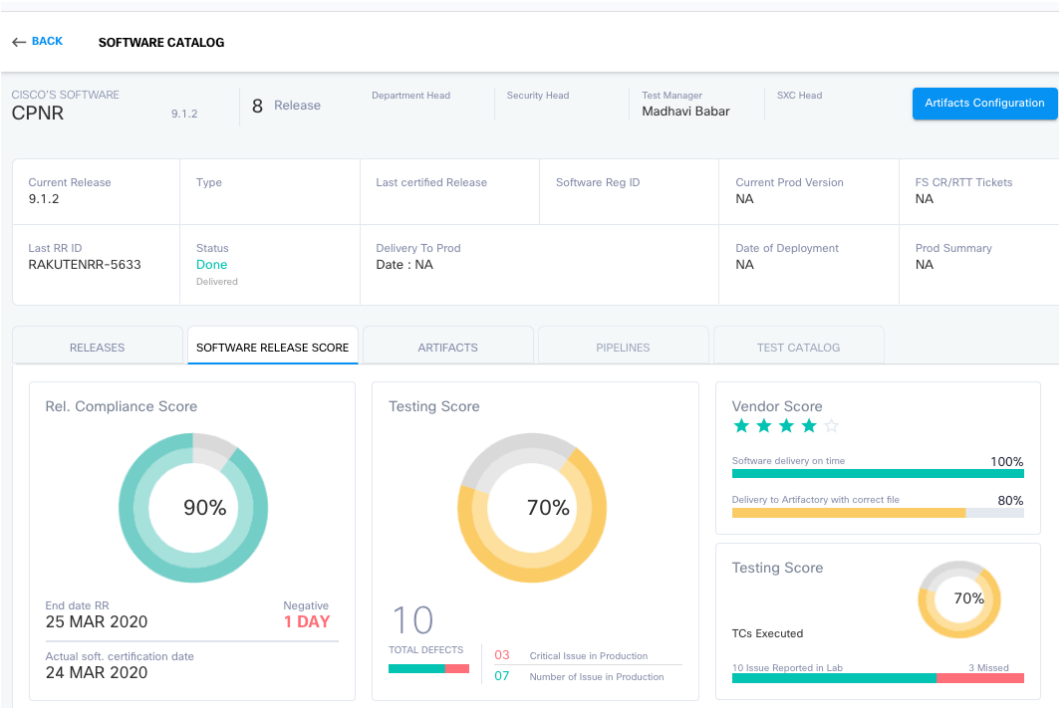 ← BACK SOFTWARE CATALOG
CISCO'S SOFTWARE
CPNR 9.1.2
8 Release
Department Head
Security Head
Test Manager
Madhavi Babar
SXC Head
Artifacts Configuration
Current Release
9.1.2
Type
Last certified Release
Software Reg ID
Current Prod Version
NA
FS CR/RTT Tickets
NA
Last RR ID
RAKUTENRR-5633
Status
Done
Delivered
Delivery To Prod
Date : NA
Date of Deployment
NA
Prod Summary
NA
RELEASES SOFTWARE RELEASE SCORE ARTIFACTS PIPELINES TEST CATALOG
Rel. Compliance Score
90%
End date RR
25 MAR 2020
Negative
1 DAY
Actual soft. certification date
24 MAR 2020
Testing Score
70%
10
TOTAL DEFECTS
03 Critical Issue in Production
07 Number of Issue in Production
Vendor Score
Software delivery on time 100%
Delivery to Artifactory with correct file 80%
Testing Score
70%
TCs Executed
10 Issue Reported in Lab 3 Missed